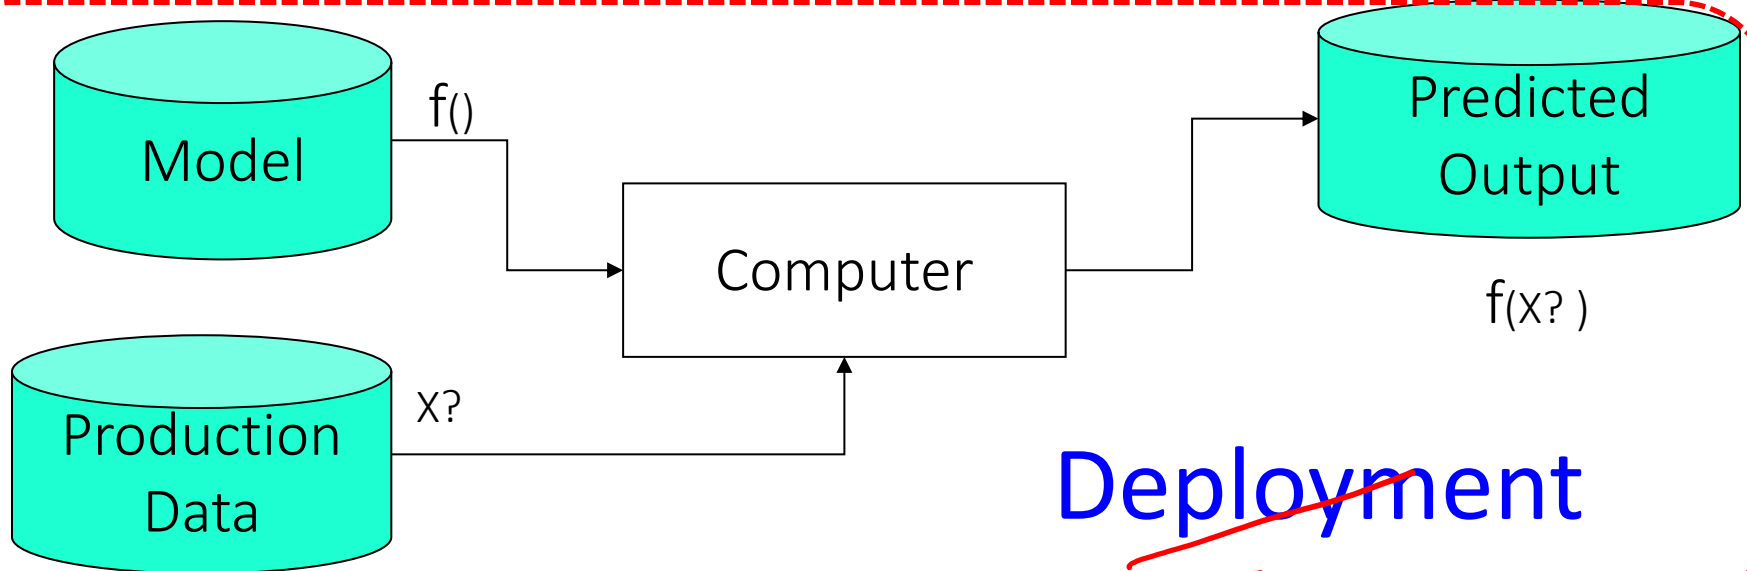 Model
f()
Predicted
Output
Computer
f(X? )
Production
Data
X?
Deployment